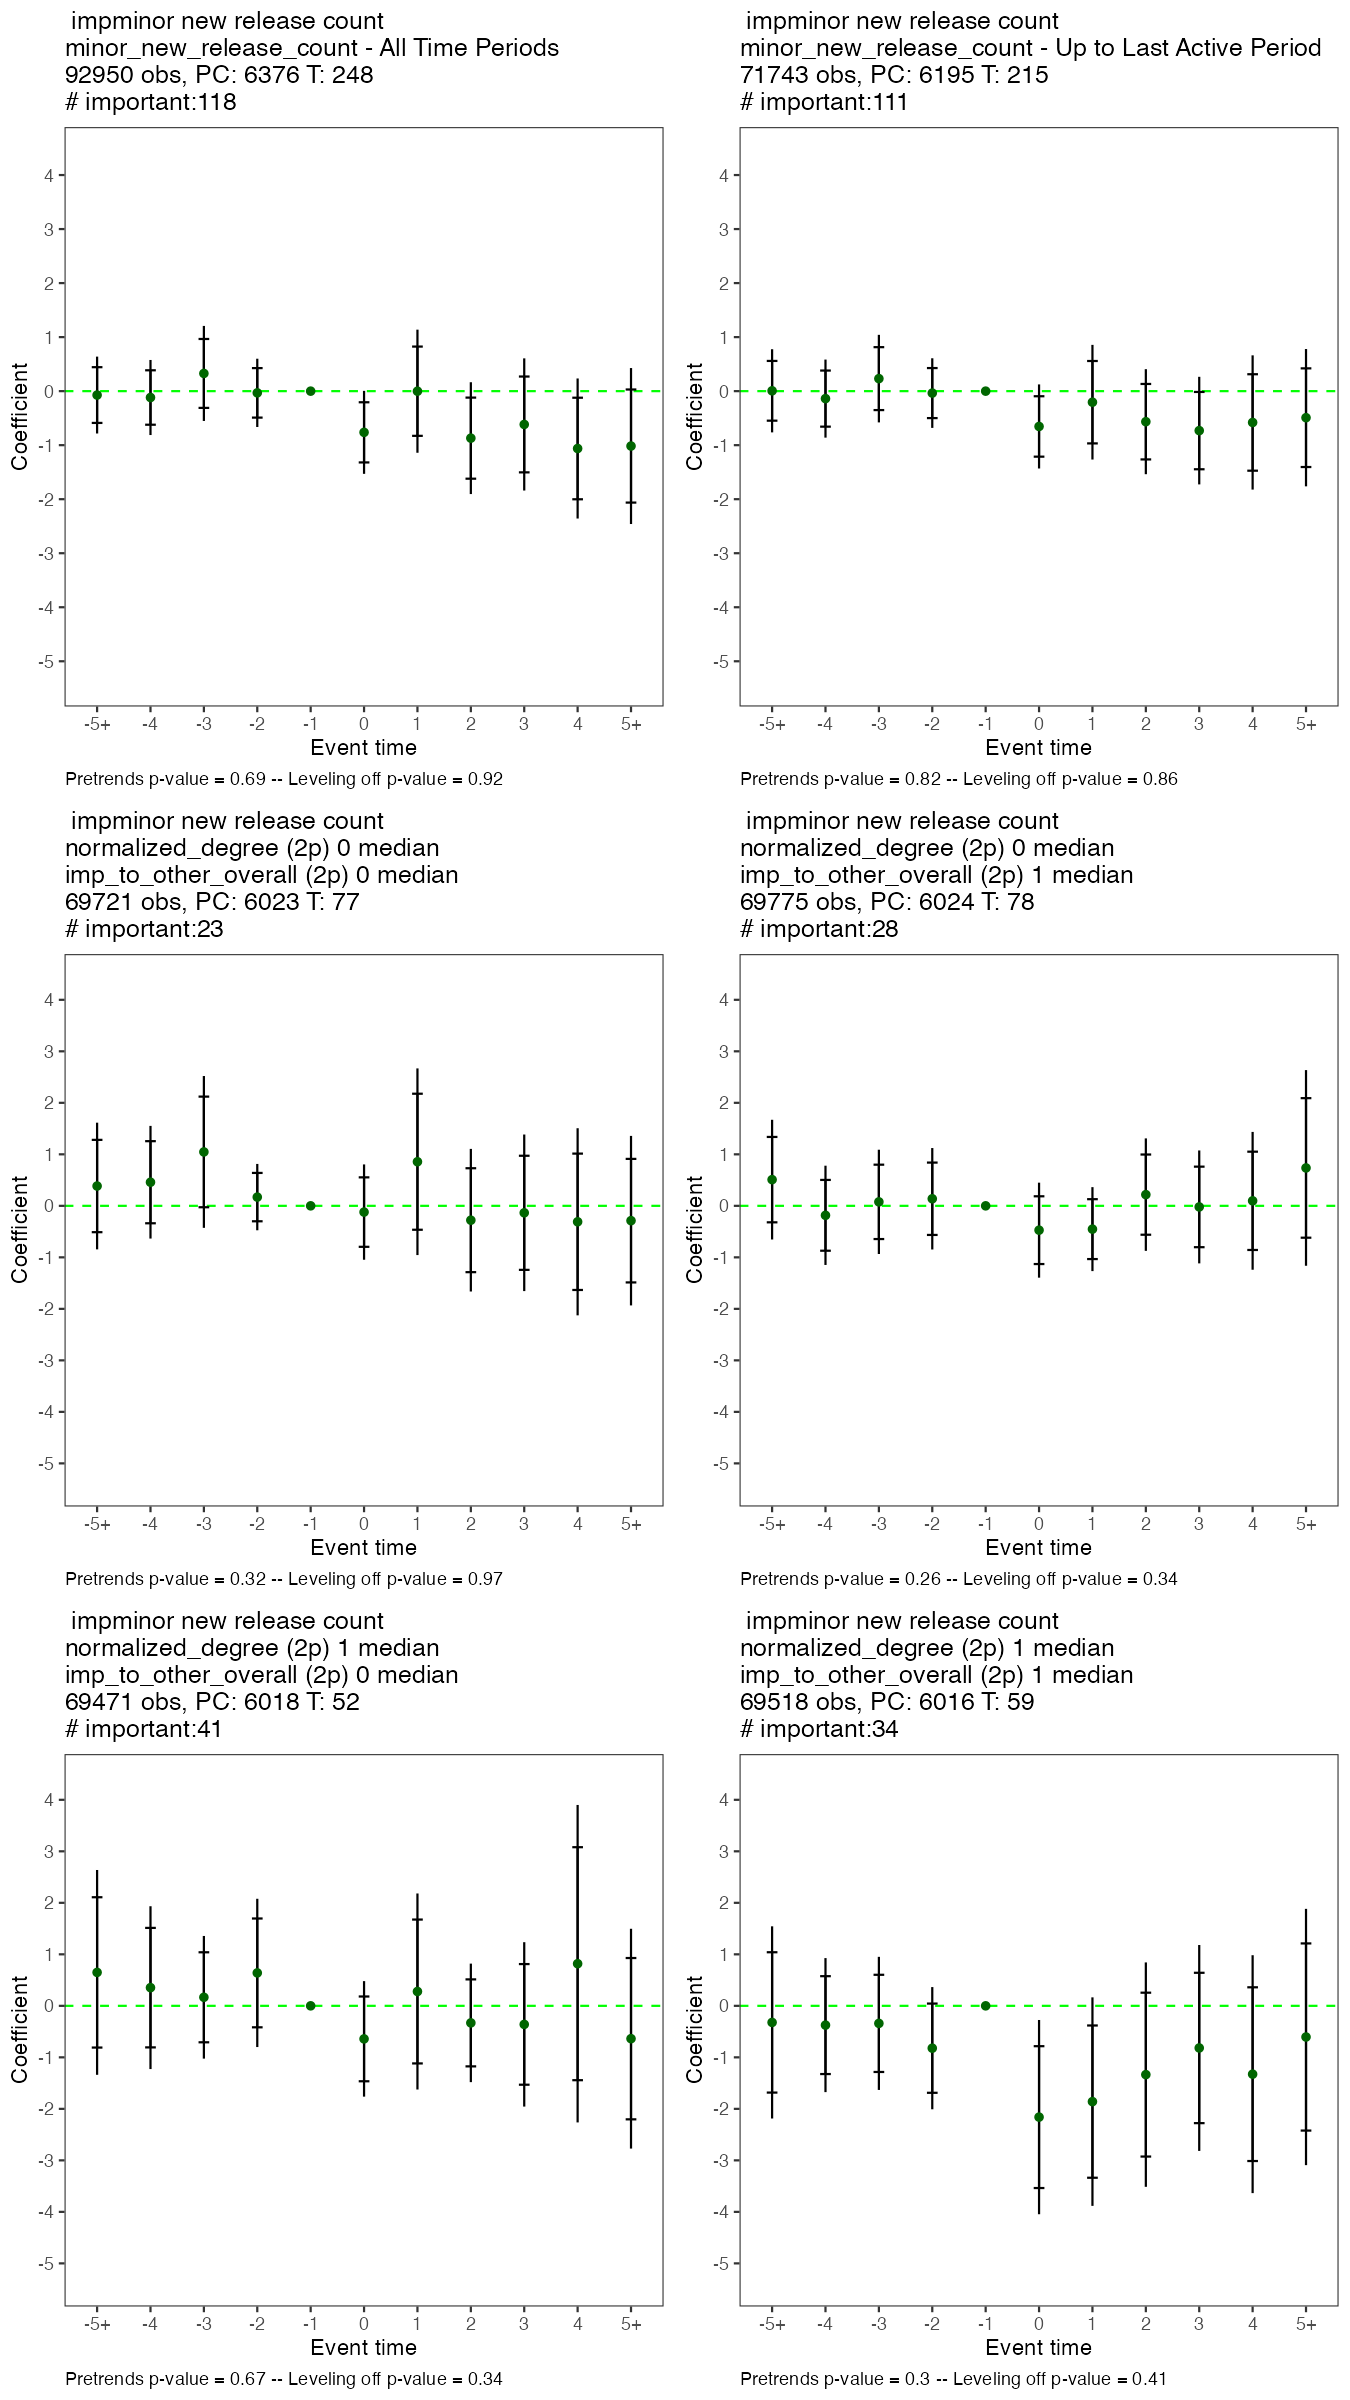 impminor new release count
minor_new_release_count - All Time Periods
92950 obs, PC: 6376 T: 248
# important:118
4
3
2
1
0
-1
-2
-3
-4
-5
Coefficient
-5+ -4 -3 -2 -1 0 1 2 3 4 5+
Event time
Pretrends p-value = 0.69 -- Leveling off p-value = 0.92
impminor new release count
minor_new_release_count - Up to Last Active Period
71743 obs, PC: 6195 T: 215
# important:111
4
3
2
1
0
-1
-2
-3
-4
-5
Coefficient
-5+ -4 -3 -2 -1 0 1 2 3 4 5+
Event time
Pretrends p-value = 0.82 -- Leveling off p-value = 0.86
impminor new release count
normalized_degree (2p) 0 median
imp_to_other_overall (2p) 0 median
69721 obs, PC: 6023 T: 77
# important:23
4
3
2
1
0
-1
-2
-3
-4
-5
Coefficient
-5+ -4 -3 -2 -1 0 1 2 3 4 5+
Event time
Pretrends p-value = 0.32 -- Leveling off p-value = 0.97
impminor new release count
normalized_degree (2p) 0 median
imp_to_other_overall (2p) 1 median
69775 obs, PC: 6024 T: 78
# important:28
4
3
2
1
0
-1
-2
-3
-4
-5
Coefficient
-5+ -4 -3 -2 -1 0 1 2 3 4 5+
Event time
Pretrends p-value = 0.26 -- Leveling off p-value = 0.34
impminor new release count
normalized_degree (2p) 1 median
imp_to_other_overall (2p) 0 median
69471 obs, PC: 6018 T: 52
# important:41
4
3
2
1
0
-1
-2
-3
-4
-5
Coefficient
-5+ -4 -3 -2 -1 0 1 2 3 4 5+
Event time
Pretrends p-value = 0.67 -- Leveling off p-value = 0.34
impminor new release count
normalized_degree (2p) 1 median
imp_to_other_overall (2p) 1 median
69518 obs, PC: 6016 T: 59
# important:34
4
3
2
1
0
-1
-2
-3
-4
-5
Coefficient
-5+ -4 -3 -2 -1 0 1 2 3 4 5+
Event time
Pretrends p-value = 0.3 -- Leveling off p-value = 0.41